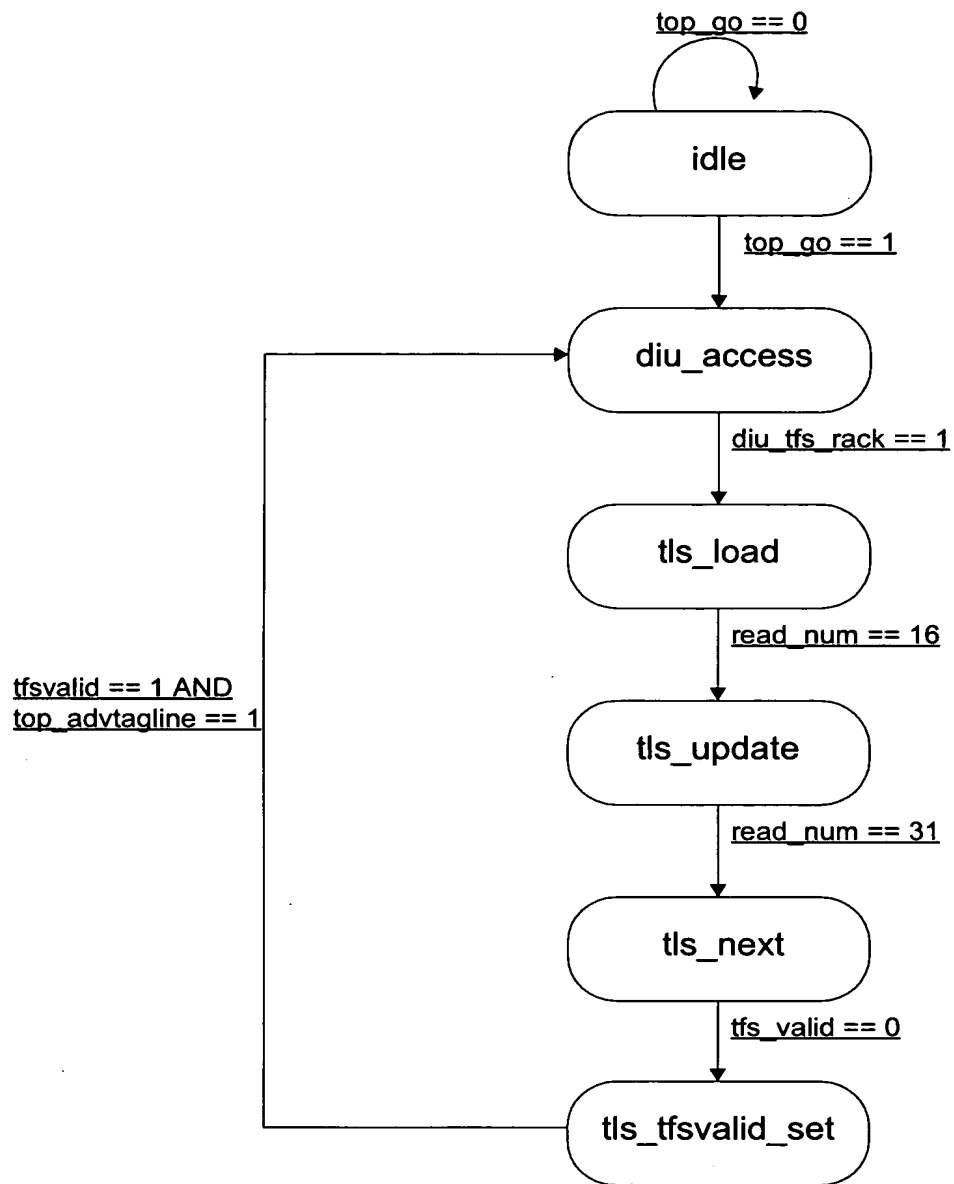 top_go == 0
idle
top_go == 1
diu_access
diu_tfs_rack == 1
tls_load
read_num == 16
tfsvalid == 1 AND
top_advtagline == 1
tls_update
read_num == 31
tls_next
tfs_valid == 0
tls_tfsvalid_set